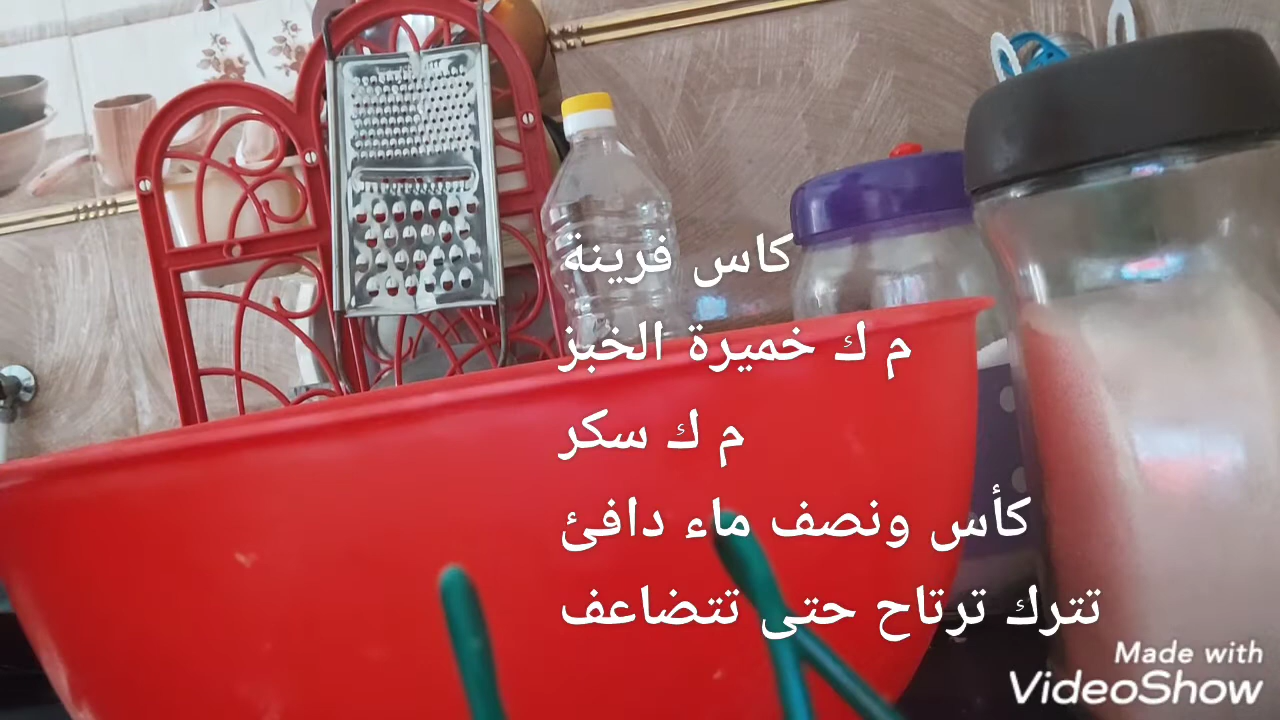 كاس فرينة
م ك خميرة الخبز
م ك سكر
كأس ونصف ماء دافئ
تترك ترتاح حتى تتضاعف
Made with
VideoShow